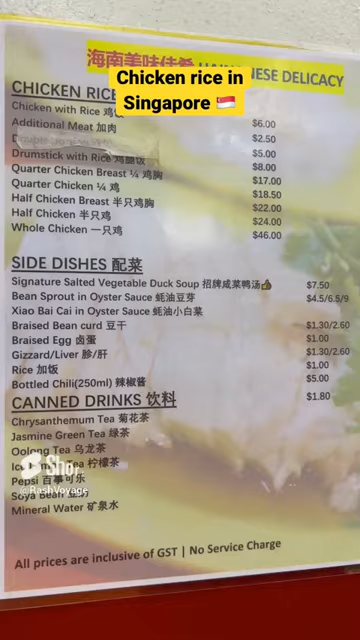 海南美味佳肴 HAINANESE DELICACY
Chicken rice in
Singapore 🇸🇬
CHICKEN RICE
Chicken with Rice 鸡饭 $6.00
Additional Meat 加肉 $2.50
$5.00
Drumstick with Rice 鸡腿饭 $8.00
Quarter Chicken Breast ¼ 鸡胸 $17.00
Quarter Chicken ¼ 鸡 $18.50
Half Chicken Breast 半只鸡胸 $22.00
Half Chicken 半只鸡 $24.00
Whole Chicken 一只鸡 $46.00
SIDE DISHES 配菜
Signature Salted Vegetable Duck Soup 招牌咸菜鸭汤👍 $7.50
Bean Sprout in Oyster Sauce 蚝油豆芽 $4.5/6.5/9
Xiao Bai Cai in Oyster Sauce 蚝油小白菜
Braised Bean curd 豆干 $1.30/2.60
Braised Egg 卤蛋 $1.00
Gizzard/Liver 胗/肝 $1.30/2.60
Rice 加饭 $1.00
Bottled Chili(250ml) 辣椒酱 $5.00
CANNED DRINKS 饮料 $1.80
Chrysanthemum Tea 菊花茶
Jasmine Green Tea 绿茶
Oolong Tea 乌龙茶
Tea 柠檬茶
Shorts
Pepsi 百事可乐
@RashVoyage
Soya Bean
Mineral Water 矿泉水
All prices are inclusive of GST | No Service Charge